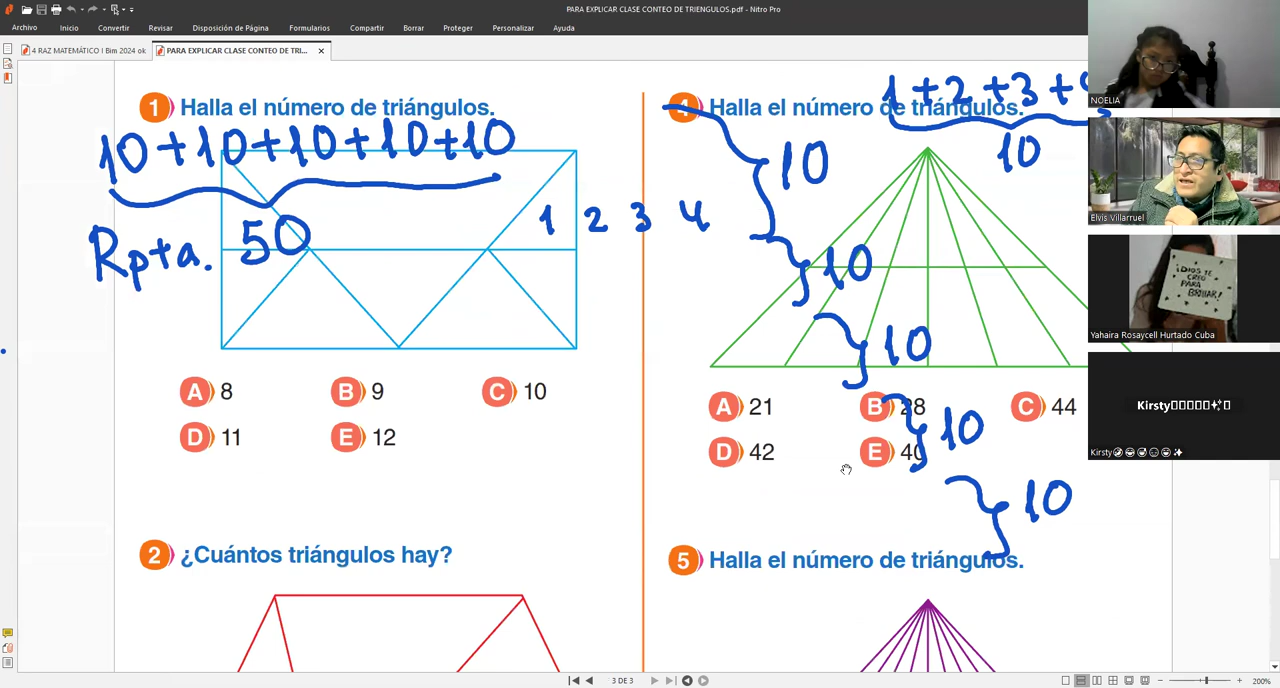 PARA EXPLICAR CLASE CONTEO DE TRIENGULOS.pdf - Nitro Pro
Archivo Inicio Convertir Revisar Disposición de Página Formularios Compartir Borrar Proteger Personalizar Ayuda
4 RAZ MATEMÁTICO I Bim 2024 ok PARA EXPLICAR CLASE CONTEO DE TRI... ×
1 Halla el número de triángulos.
10+10+10+10+10
Rpta. 50
1 2 3 4
A 8 B 9 C 10
D 11 E 12
2 ¿Cuántos triángulos hay?
4 Halla el número de triángulos.
1+2+3+
10
10
10
10
10
10
A 21 B 28 C 44
D 42 E 40
5 Halla el número de triángulos.
NOELIA
Elvis Villarruel
¡DIOS TE
CREÓ
PARA
BRILLAR!
Yahaira Rosaycell Hurtado Cuba
Kirsty
Kirsty
3 DE 3
200%